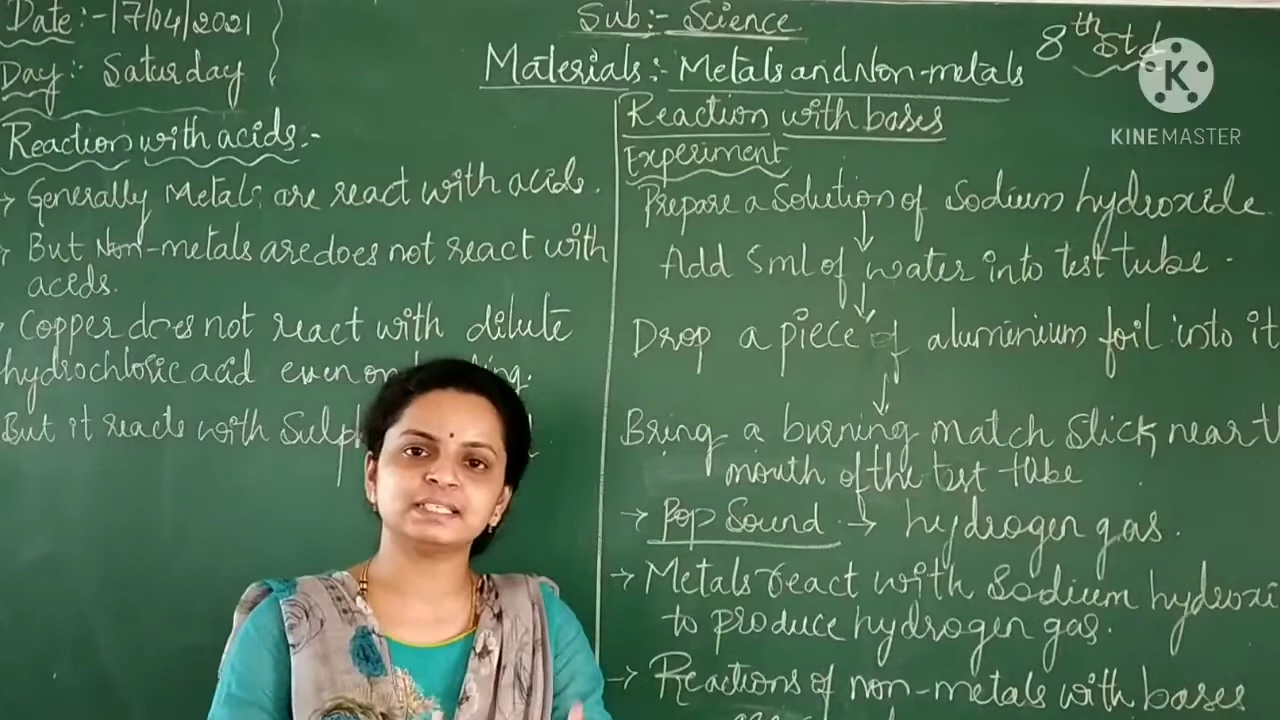 Date:-17/04/2021
Day:- Saturday
Sub:- Science
8th Std
Materials:- Metals and Non-metals
KINEMASTER
Reaction with acids:-
→ Generally Metals are react with acids.
→ But Non-metals are does not react with
acids.
Copper does not react with dilute
hydrochloric acid even on
But it reacts with
Reaction with bases
Experiment
Prepare a Solution of Sodium hydroxide
Add 5ml of water into test tube.
Drop a piece of aluminium foil into it
Bring a burning match stick near
mouth of the test tube
→ Pop Sound → hydrogen gas.
→ Metals react with Sodium
to produce hydrogen gas.
→ Reactions of non-metals with bases